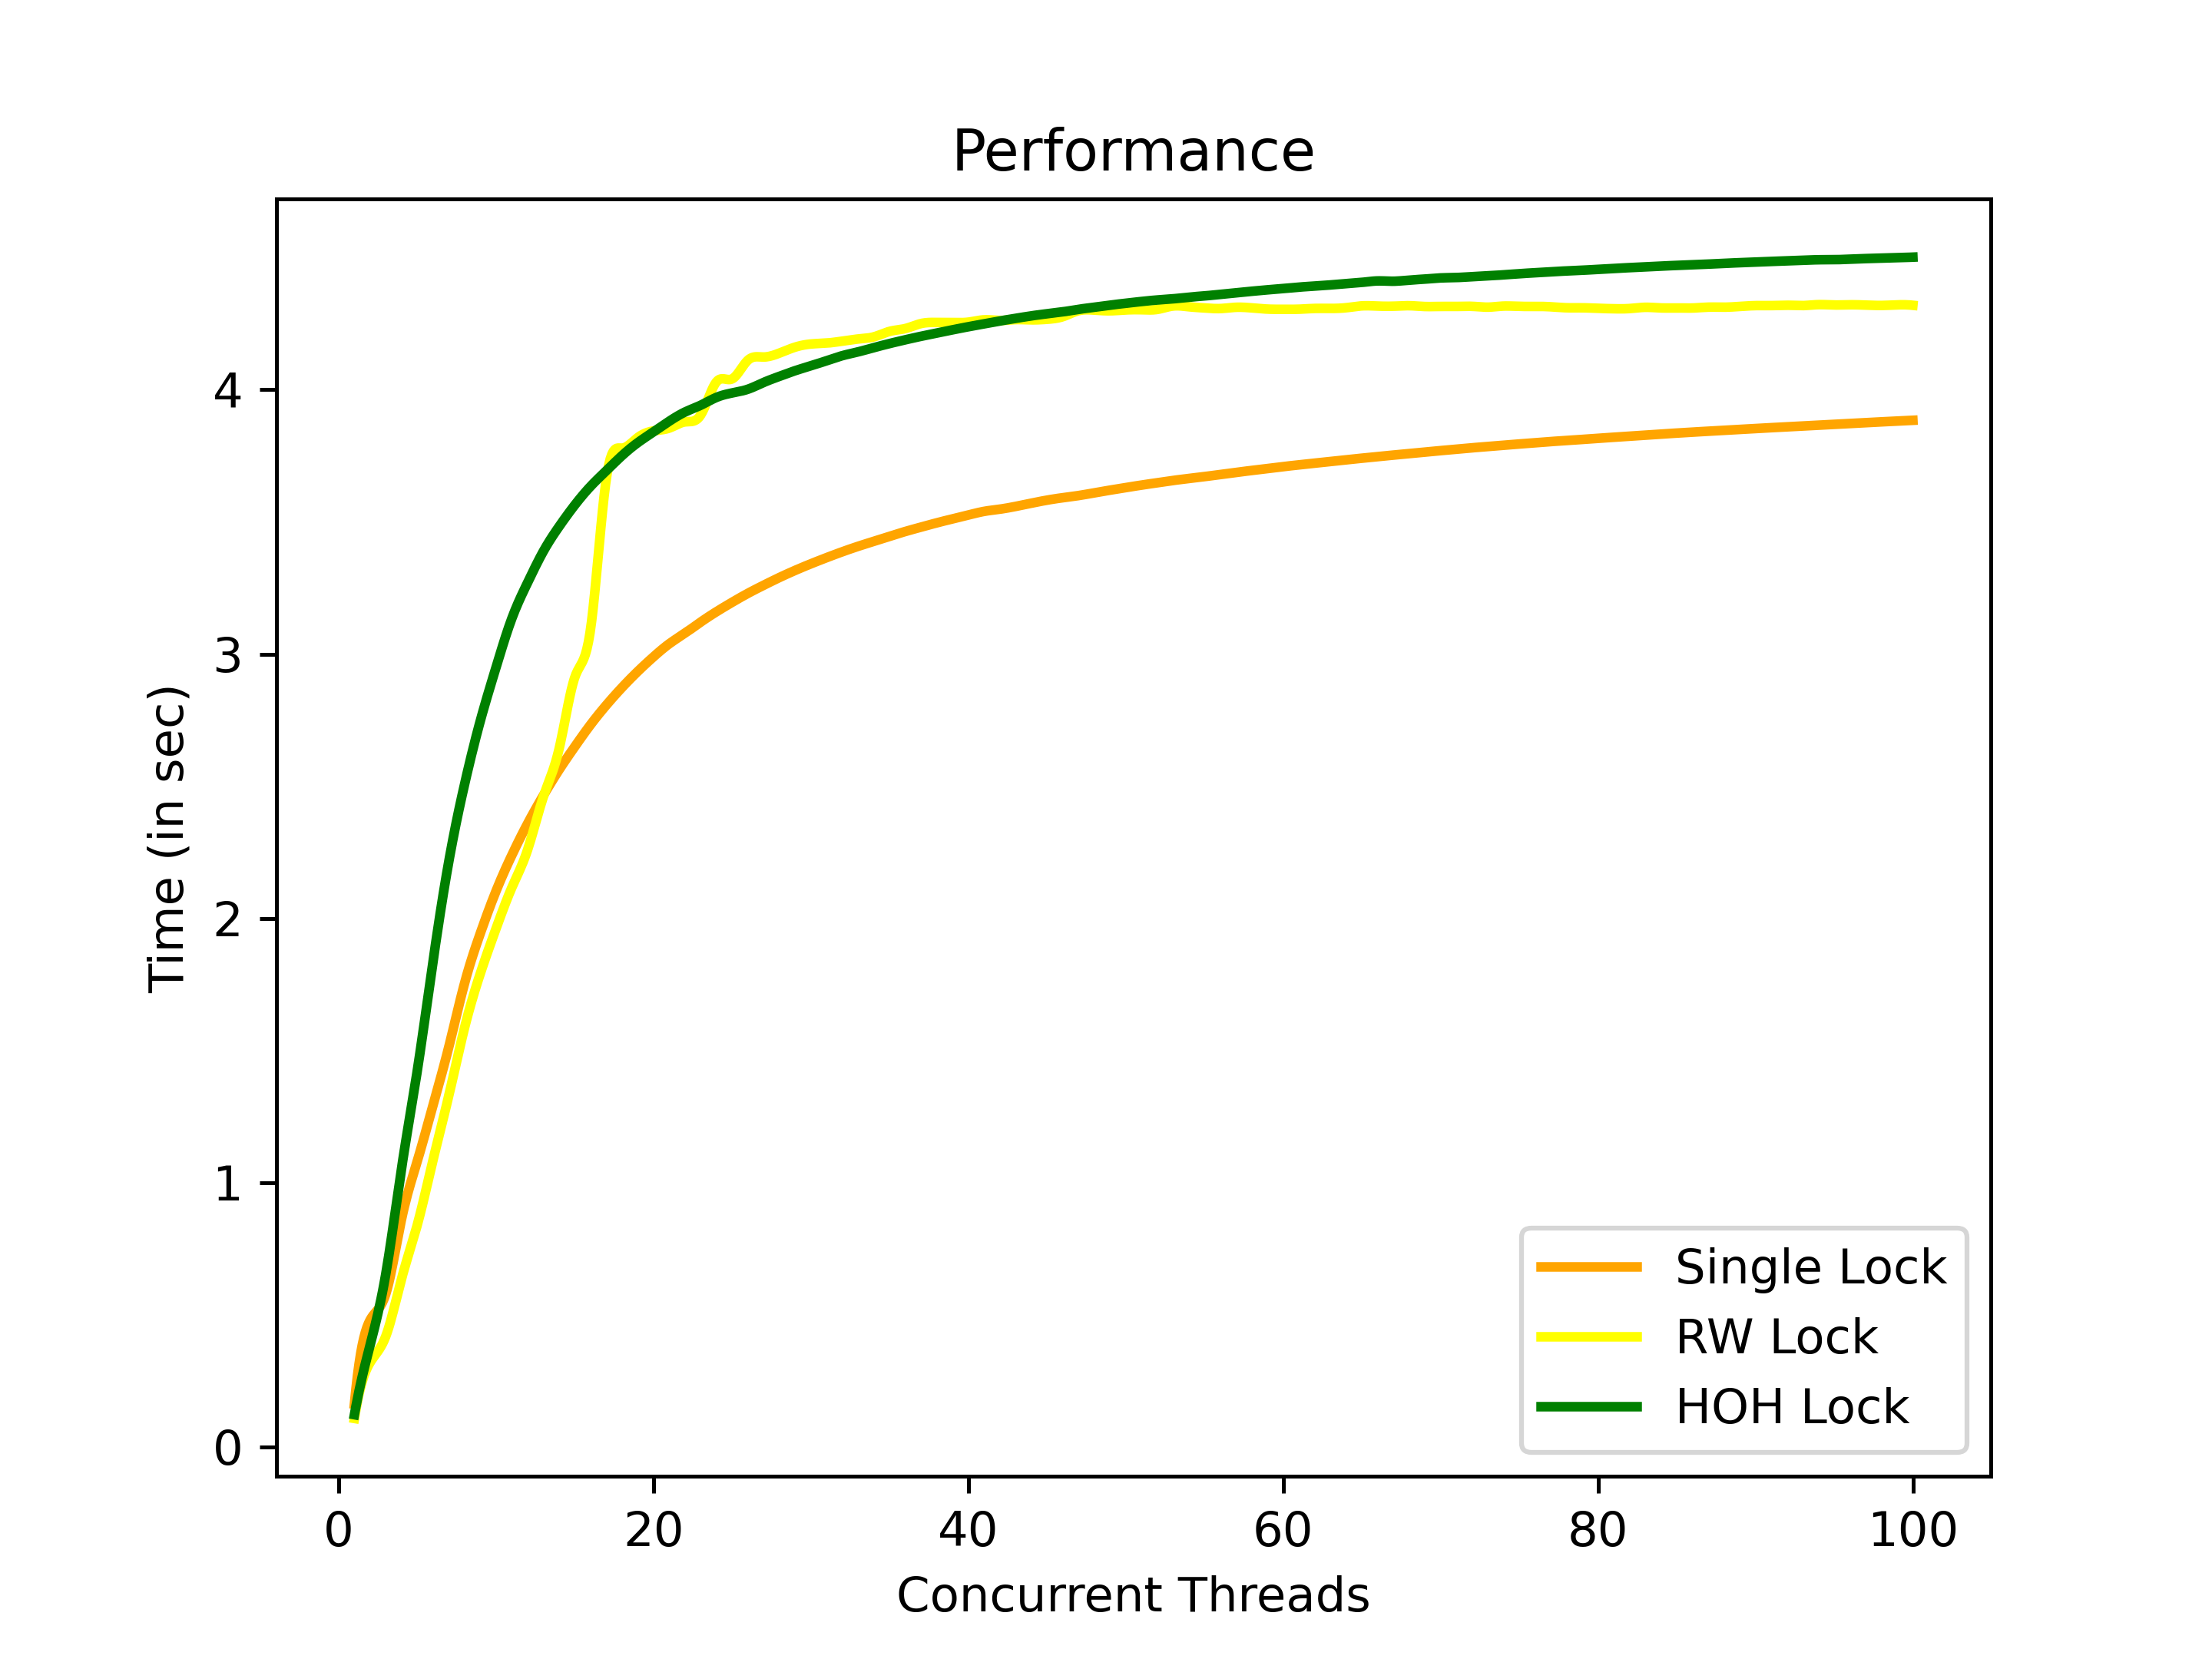 Performance
Time (in sec)
4
3
2
1
0
0 20 40 60 80 100
Concurrent Threads
Single Lock
RW Lock
HOH Lock